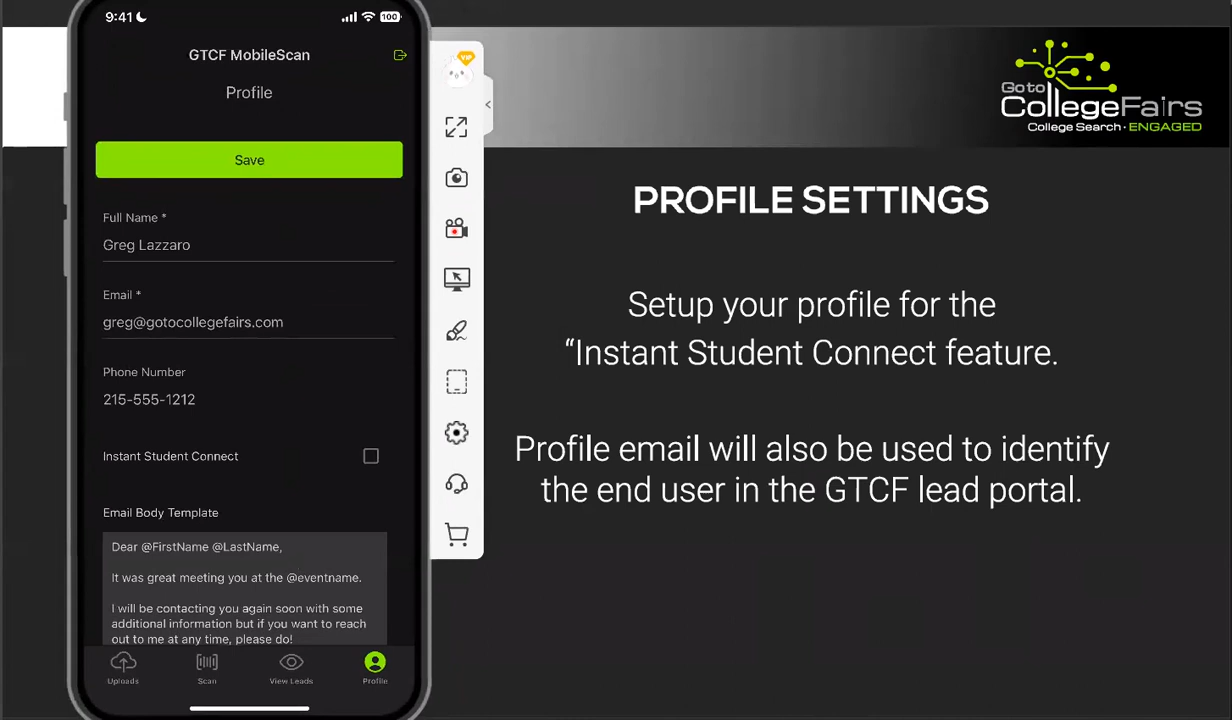 9:41
100
GTCF MobileScan
Profile
Save
Full Name *
Greg Lazzaro
Email *
greg@gotocollegefairs.com
Phone Number
215-555-1212
Instant Student Connect
Email Body Template
Dear @FirstName @LastName,
It was great meeting you at the @eventname.
I will be contacting you again soon with some
additional information but if you want to reach
out to me at any time, please do!
Uploads
Scan
View Leads
Profile
VIP
Go to
CollegeFairs
College Search · ENGAGED
PROFILE SETTINGS
Setup your profile for the
“Instant Student Connect feature.
Profile email will also be used to identify
the end user in the GTCF lead portal.